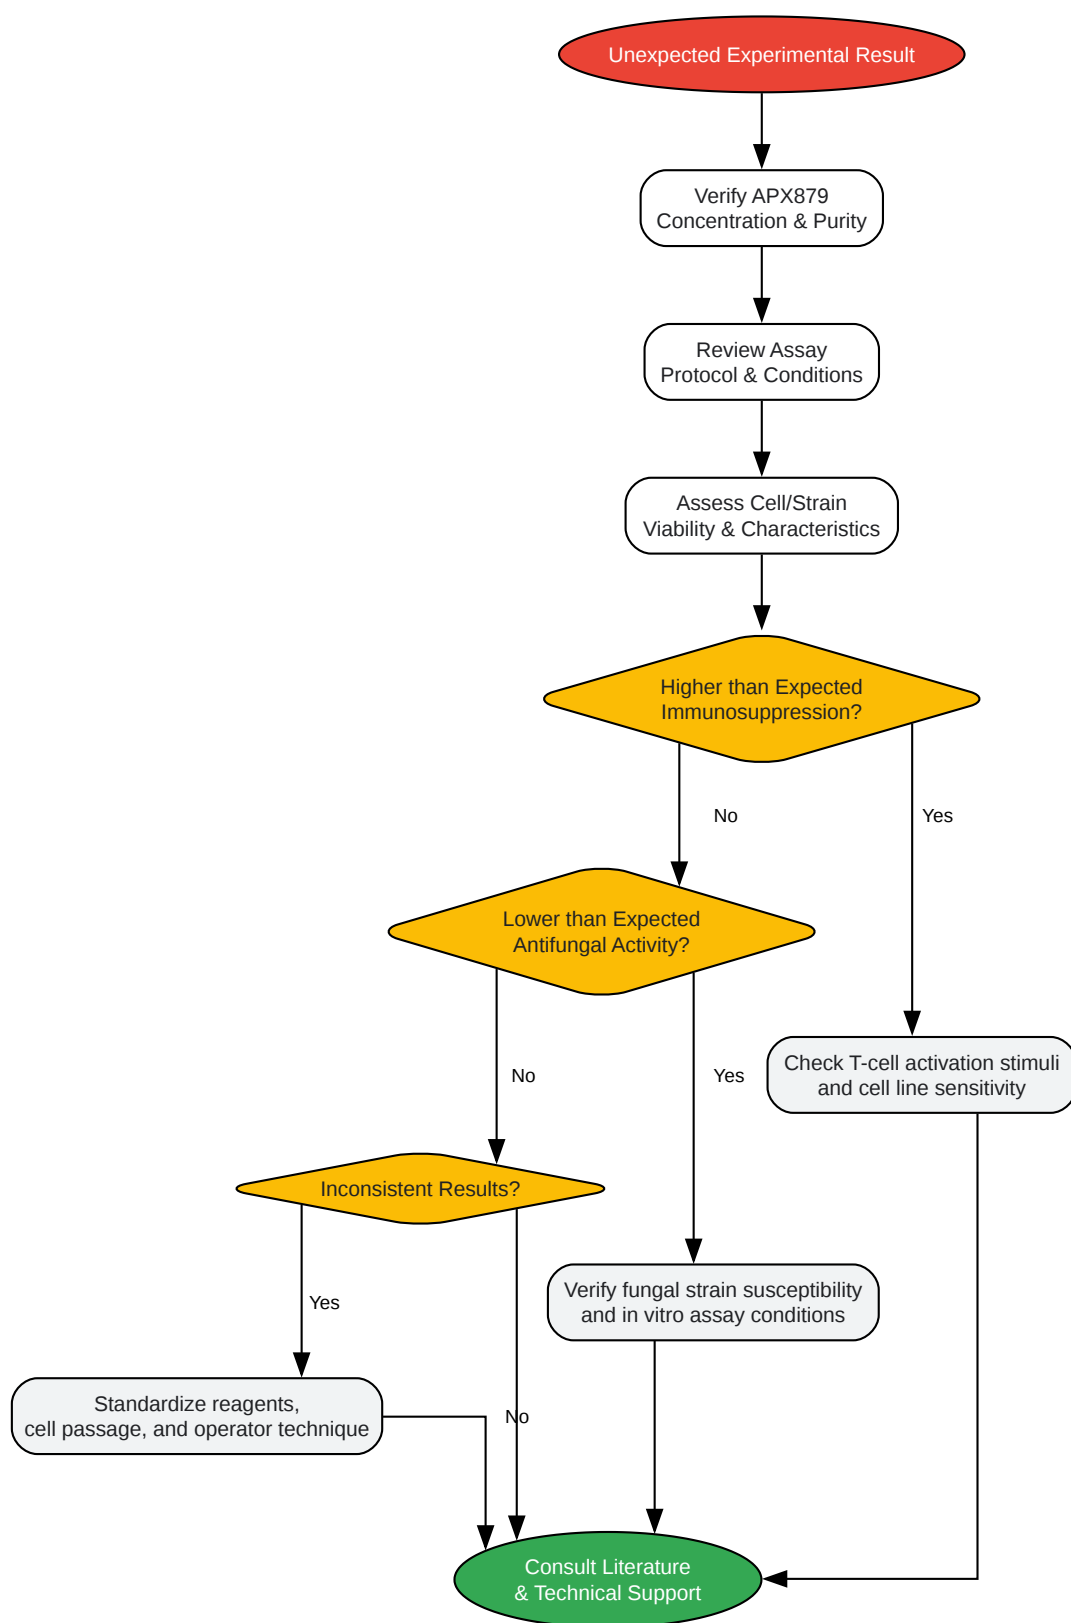 Unexpected Experimental Result
Verify APX879
Concentration & Purity
Review Assay
Protocol & Conditions
Assess Cell/Strain
Viability & Characteristics
Higher than Expected
Immunosuppression?
No
Yes
Lower than Expected
Antifungal Activity?
Check T-cell activation stimuli
and cell line sensitivity
No
Yes
Inconsistent Results?
Verify fungal strain susceptibility
and in vitro assay conditions
Yes
Standardize reagents,
cell passage, and operator technique
No
Consult Literature
& Technical Support